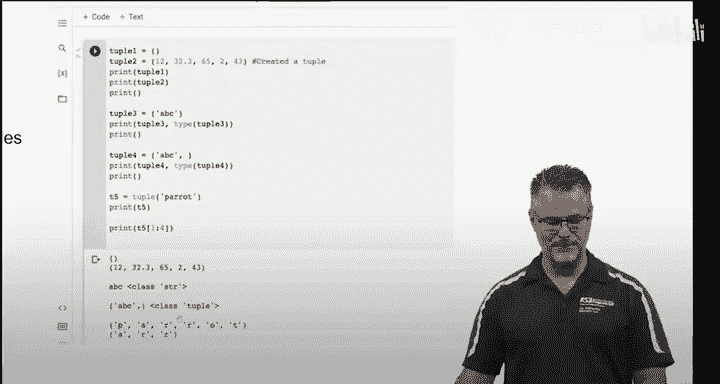 + Code + Text
es
{x}
tuple1 = ()
tuple2 = (12, 32.3, 65, 2, 43) #Created a tuple
print(tuple1)
print(tuple2)
print()
tuple3 = ('abc')
print(tuple3, type(tuple3))
print()
tuple4 = ('abc', )
print(tuple4, type(tuple4))
print()
t5 = tuple('parrot')
print(t5)
print(t5[1:4])
()
(12, 32.3, 65, 2, 43)
abc <class 'str'>
('abc',) <class 'tuple'>
('p', 'a', 'r', 'r', 'o', 't')
('a', 'r', 'r')